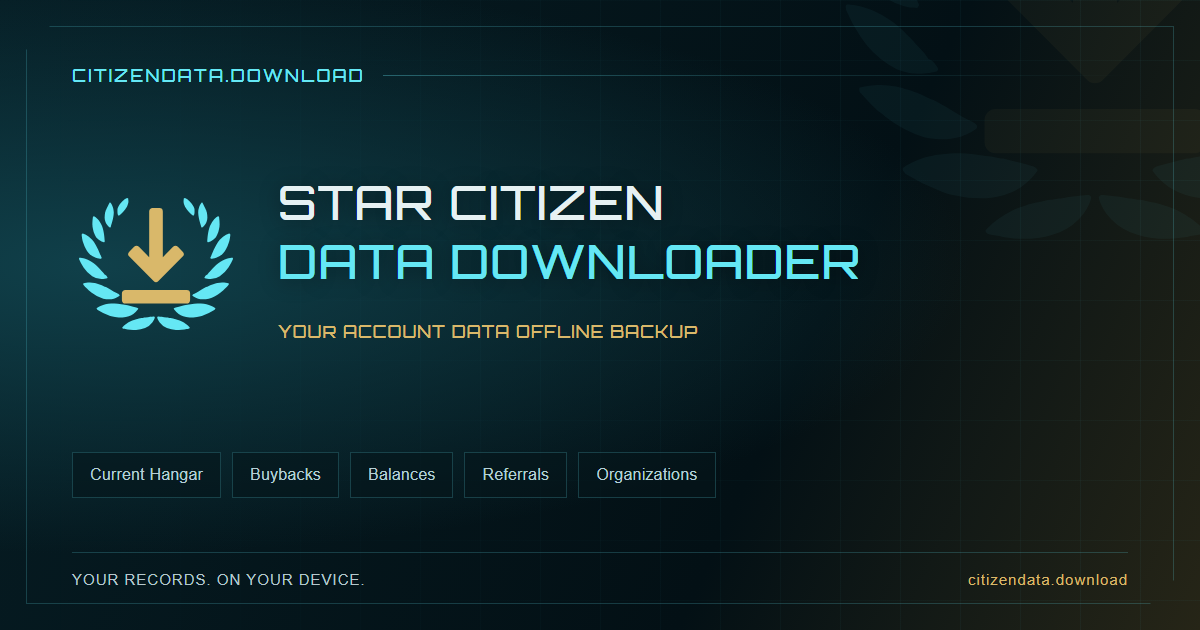 CITIZENDATA.DOWNLOAD
STAR CITIZEN
DATA DOWNLOADER
YOUR ACCOUNT DATA OFFLINE BACKUP
Current Hangar
Buybacks
Balances
Referrals
Organizations
YOUR RECORDS. ON YOUR DEVICE.
citizendata.download